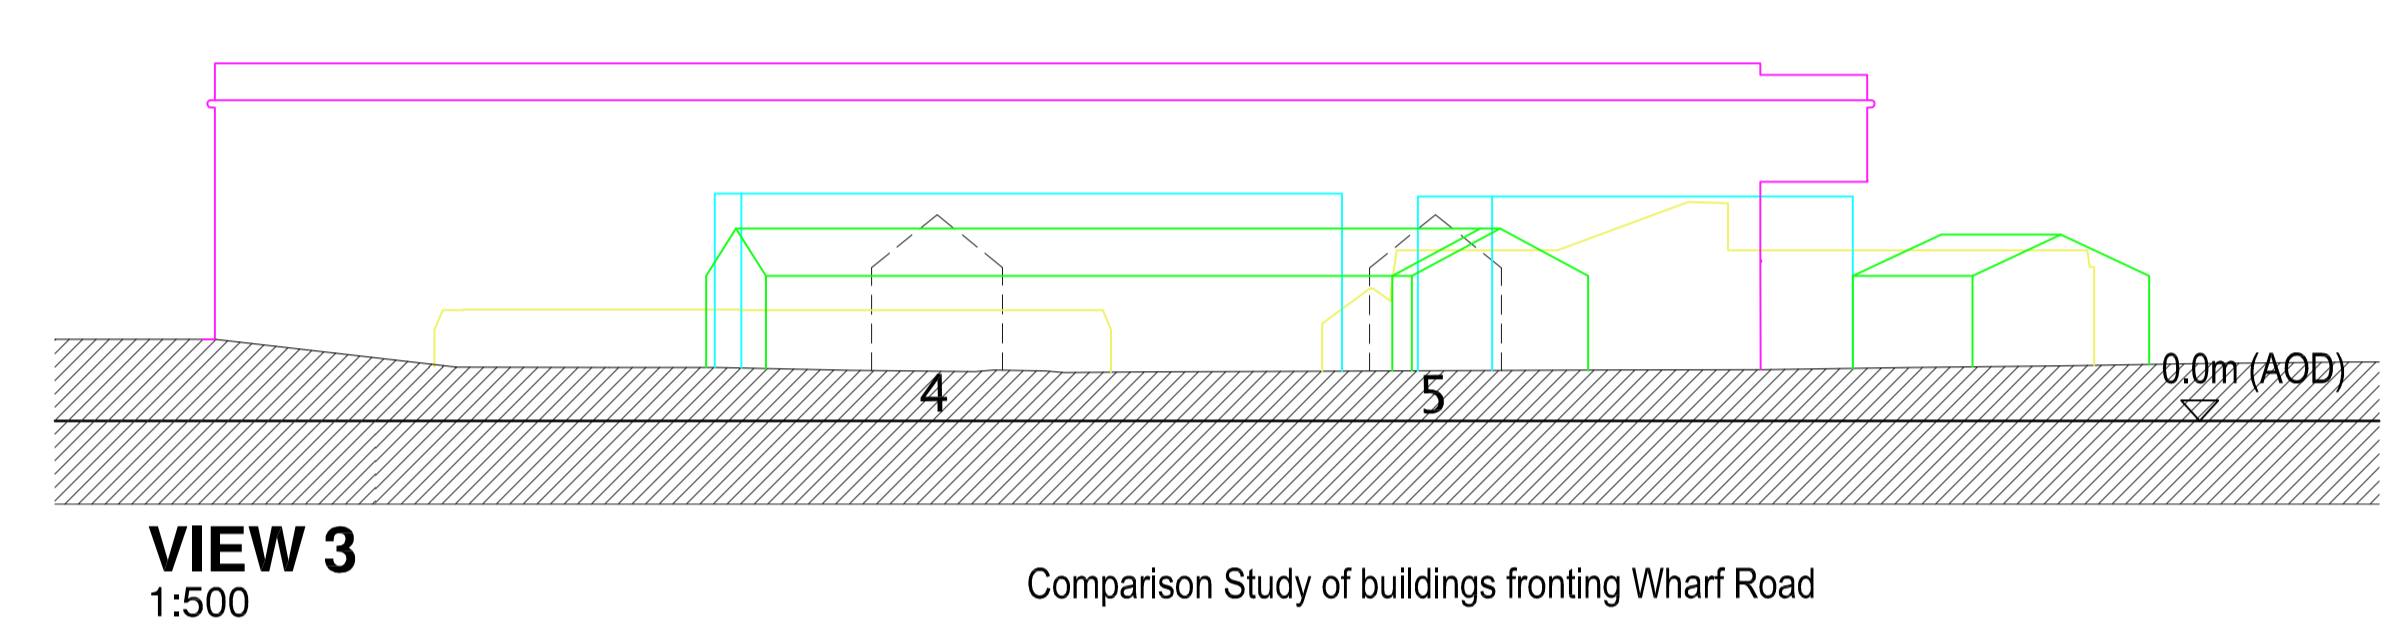 0.0m (AOD)
4
5
VIEW 3
1:500
Comparison Study of buildings fronting Wharf Road